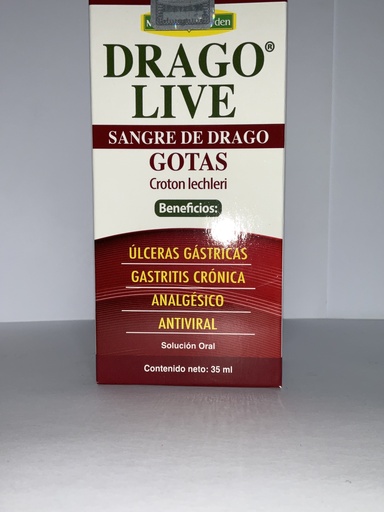 DRAGO®
LIVE
SANGRE DE DRAGO
GOTAS
Croton lechleri
Beneficios:
ÚLCERAS GÁSTRICAS
GASTRITIS CRÓNICA
ANALGÉSICO
ANTIVIRAL
Solución Oral
Contenido neto: 35 ml